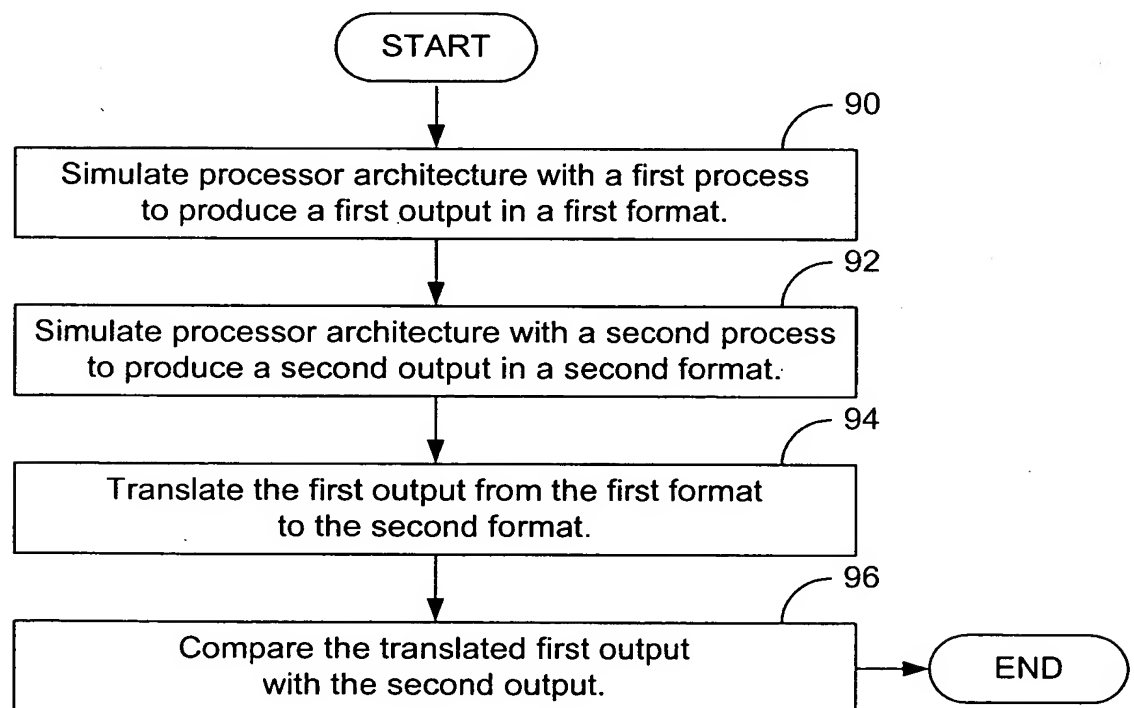 START
90
Simulate processor architecture with a first process
to produce a first output in a first format.
92
Simulate processor architecture with a second process
to produce a second output in a second format.
94
Translate the first output from the first format
to the second format.
96
Compare the translated first output
with the second output.
END